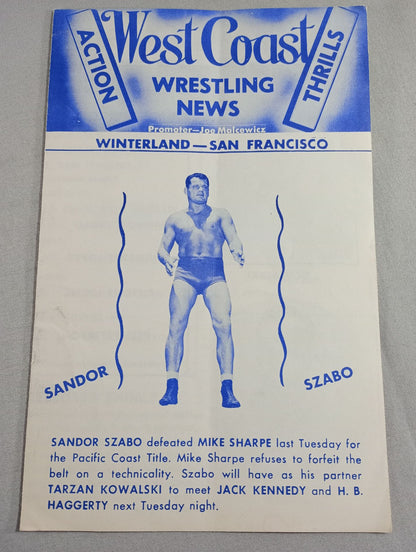 ACTION
West Coast
THRILLS
WRESTLING
NEWS
Promoter—Joe Malcewicz
WINTERLAND—SAN FRANCISCO
SANDOR
SZABO
SANDOR SZABO defeated MIKE SHARPE last Tuesday for
the Pacific Coast Title. Mike Sharpe refuses to forfeit the
belt on a technicality. Szabo will have as his partner
TARZAN KOWALSKI to meet JACK KENNEDY and H. B.
HAGGERTY next Tuesday night.